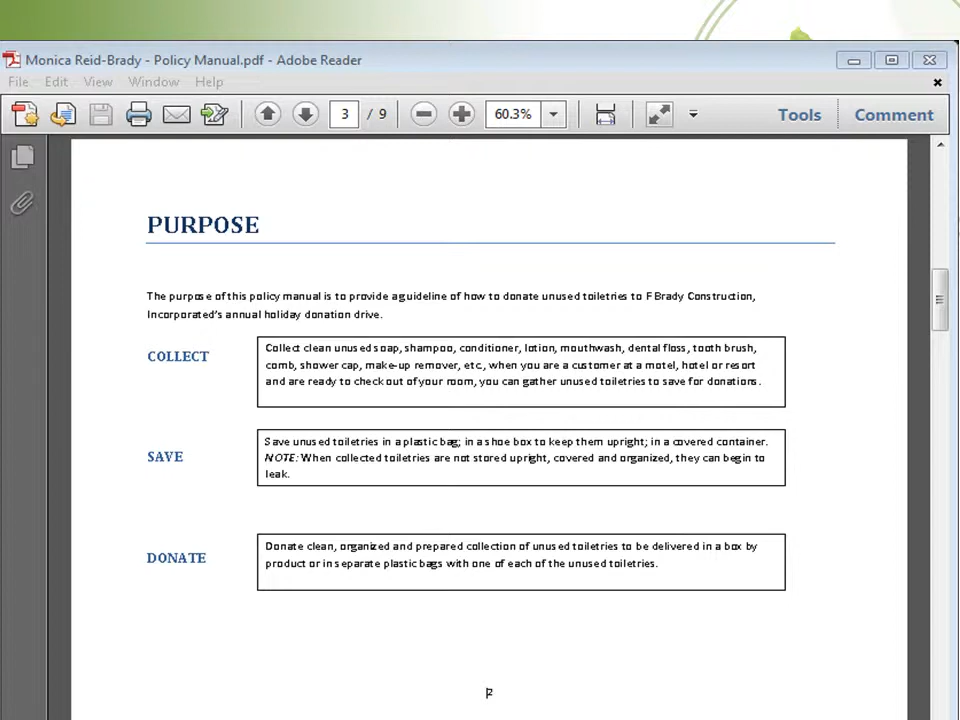 Monica Reid-Brady - Policy Manual.pdf - Adobe Reader
File Edit View Window Help
3 / 9 60.3% Tools Comment
PURPOSE
The purpose of this policy manual is to provide a guideline of how to donate unused toiletries to F Brady Construction,
Incorporated's annual holiday donation drive.
COLLECT
Collect clean unused soap, shampoo, conditioner, lotion, mouthwash, dental floss, tooth brush,
comb, shower cap, make-up remover, etc., when you are a customer at a motel, hotel or resort
and are ready to check out of your room, you can gather unused toiletries to save for donations.
SAVE
Save unused toiletries in a plastic bag; in a shoe box to keep them upright; in a covered container.
NOTE: When collected toiletries are not stored upright, covered and organized, they can begin to
leak.
DONATE
Donate clean, organized and prepared collection of unused toiletries to be delivered in a box by
product or in separate plastic bags with one of each of the unused toiletries.
2